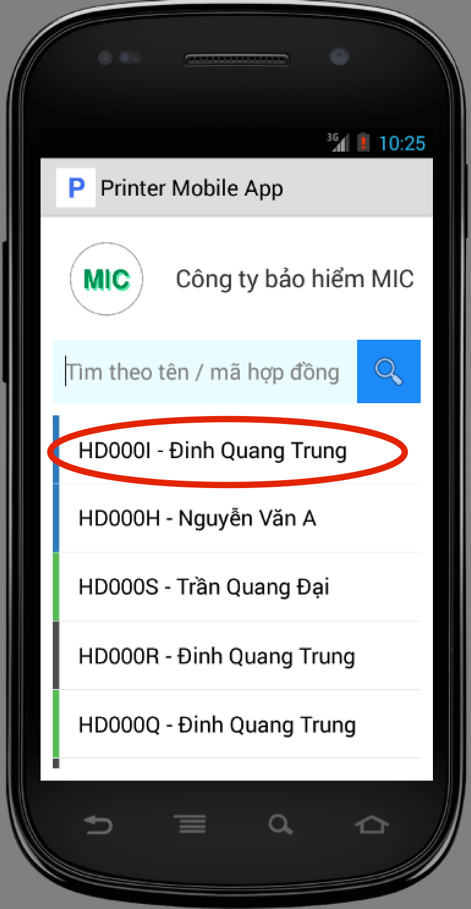 3G 10:25
P Printer Mobile App
MIC Công ty bảo hiểm MIC
Tìm theo tên / mã hợp đồng
HD000I - Đinh Quang Trung
HD000H - Nguyễn Văn A
HD000S - Trần Quang Đại
HD000R - Đinh Quang Trung
HD000Q - Đinh Quang Trung